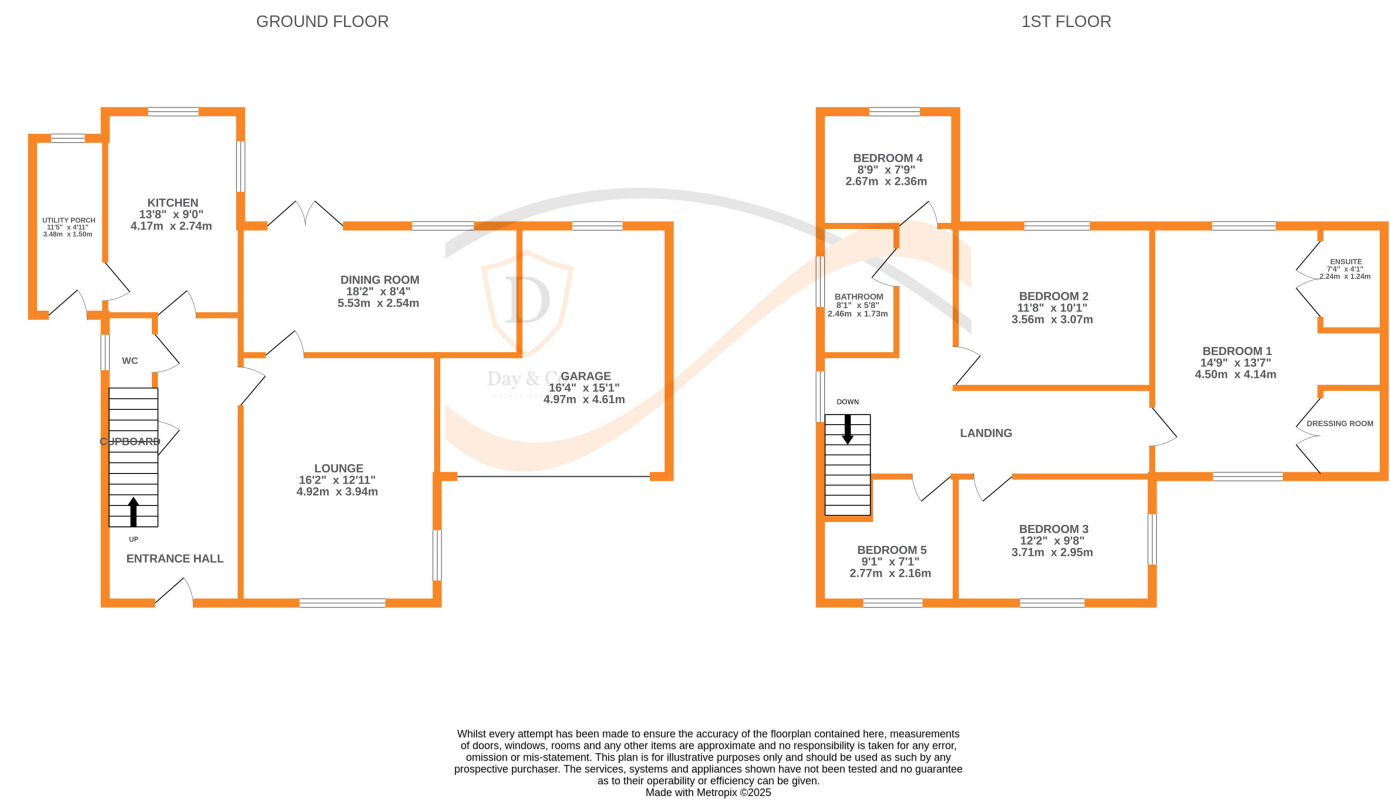 GROUND FLOOR
1ST FLOOR
KITCHEN
13'8" x 9'0"
4.17m x 2.74m
UTILITY PORCH
11'5" x 4'11"
3.48m x 1.50m
DINING ROOM
18'2" x 8'4"
5.53m x 2.54m
WC
CUPBOARD
UP
ENTRANCE HALL
LOUNGE
16'2" x 12'11"
4.92m x 3.94m
GARAGE
16'4" x 15'1"
4.97m x 4.61m
D
Day & Co
BEDROOM 4
8'9" x 7'9"
2.67m x 2.36m
BATHROOM
8'1" x 5'8"
2.46m x 1.73m
BEDROOM 2
11'8" x 10'1"
3.56m x 3.07m
ENSUITE
7'4" x 4'1"
2.24m x 1.24m
BEDROOM 1
14'9" x 13'7"
4.50m x 4.14m
DOWN
LANDING
DRESSING ROOM
BEDROOM 5
9'1" x 7'1"
2.77m x 2.16m
BEDROOM 3
12'2" x 9'8"
3.71m x 2.95m
Whilst every attempt has been made to ensure the accuracy of the floorplan contained here, measurements
of doors, windows, rooms and any other items are approximate and no responsibility is taken for any error,
omission or mis-statement. This plan is for illustrative purposes only and should be used as such by any
prospective purchaser. The services, systems and appliances shown have not been tested and no guarantee
as to their operability or efficiency can be given.
Made with Metropix ©2025